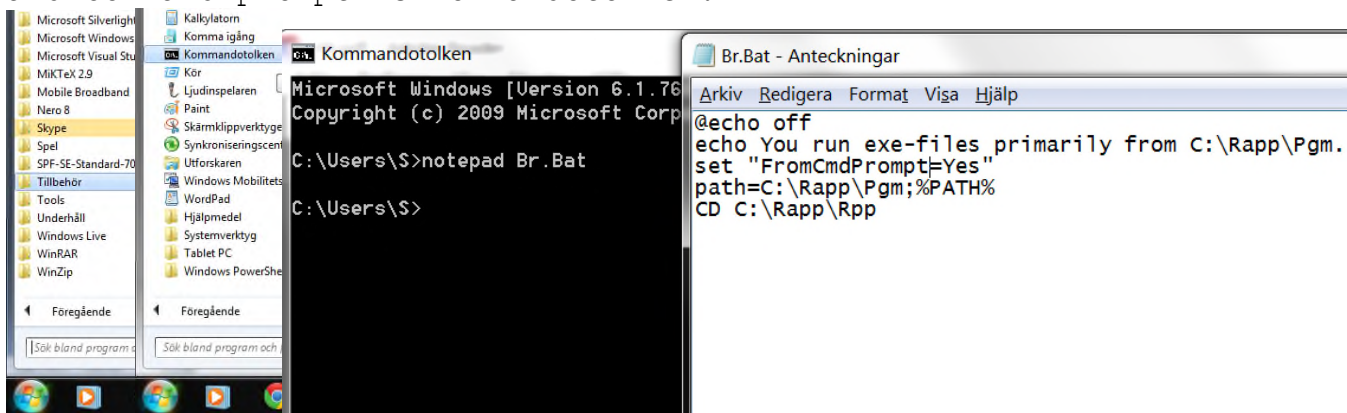 Microsoft Silverlight
Microsoft Windows
Microsoft Visual Stu
MiKTeX 2.9
Mobile Broadband
Nero 8
Skype
Spel
SPF-SE-Standard-70
Tillbehör
Tools
Underhåll
Windows Live
WinRAR
WinZip
Föregående
Sök bland program o
Kalkylatorn
Komma igång
Kommandotolken
Kör
Ljudinspelaren
Paint
Skärmklippverktyge
Synkroniseringscent
Utforskaren
Windows Mobilitets
WordPad
Hjälpmedel
Systemverktyg
Tablet PC
Windows PowerShe
Föregående
Sök bland program och
Kommandotolken
Microsoft Windows [Version 6.1.76
Copyright (c) 2009 Microsoft Corp
C:\Users\S>notepad Br.Bat
C:\Users\S>
Br.Bat - Anteckningar
Arkiv Redigera Format Visa Hjälp
@echo off
echo You run exe-files primarily from C:\Rapp\Pgm.
set "FromCmdPrompt=Yes"
path=C:\Rapp\Pgm;%PATH%
CD C:\Rapp\Rpp